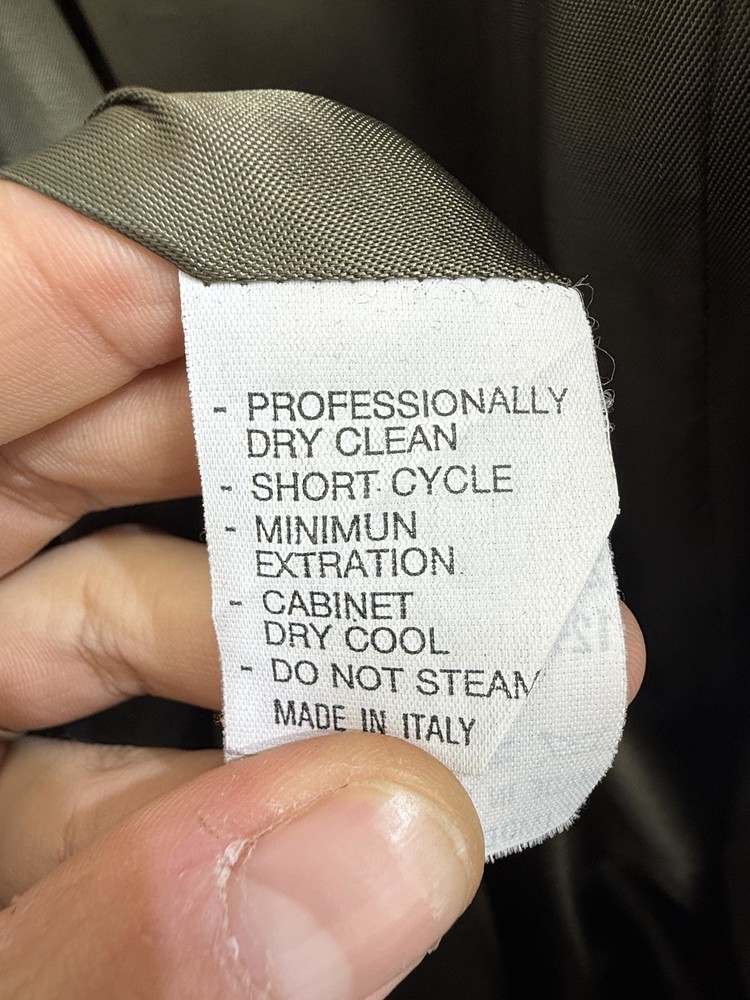 - PROFESSIONALLY
DRY CLEAN
- SHORT CYCLE
- MINIMUN
EXTRATION
- CABINET
DRY COOL
- DO NOT STEAM
MADE IN ITALY